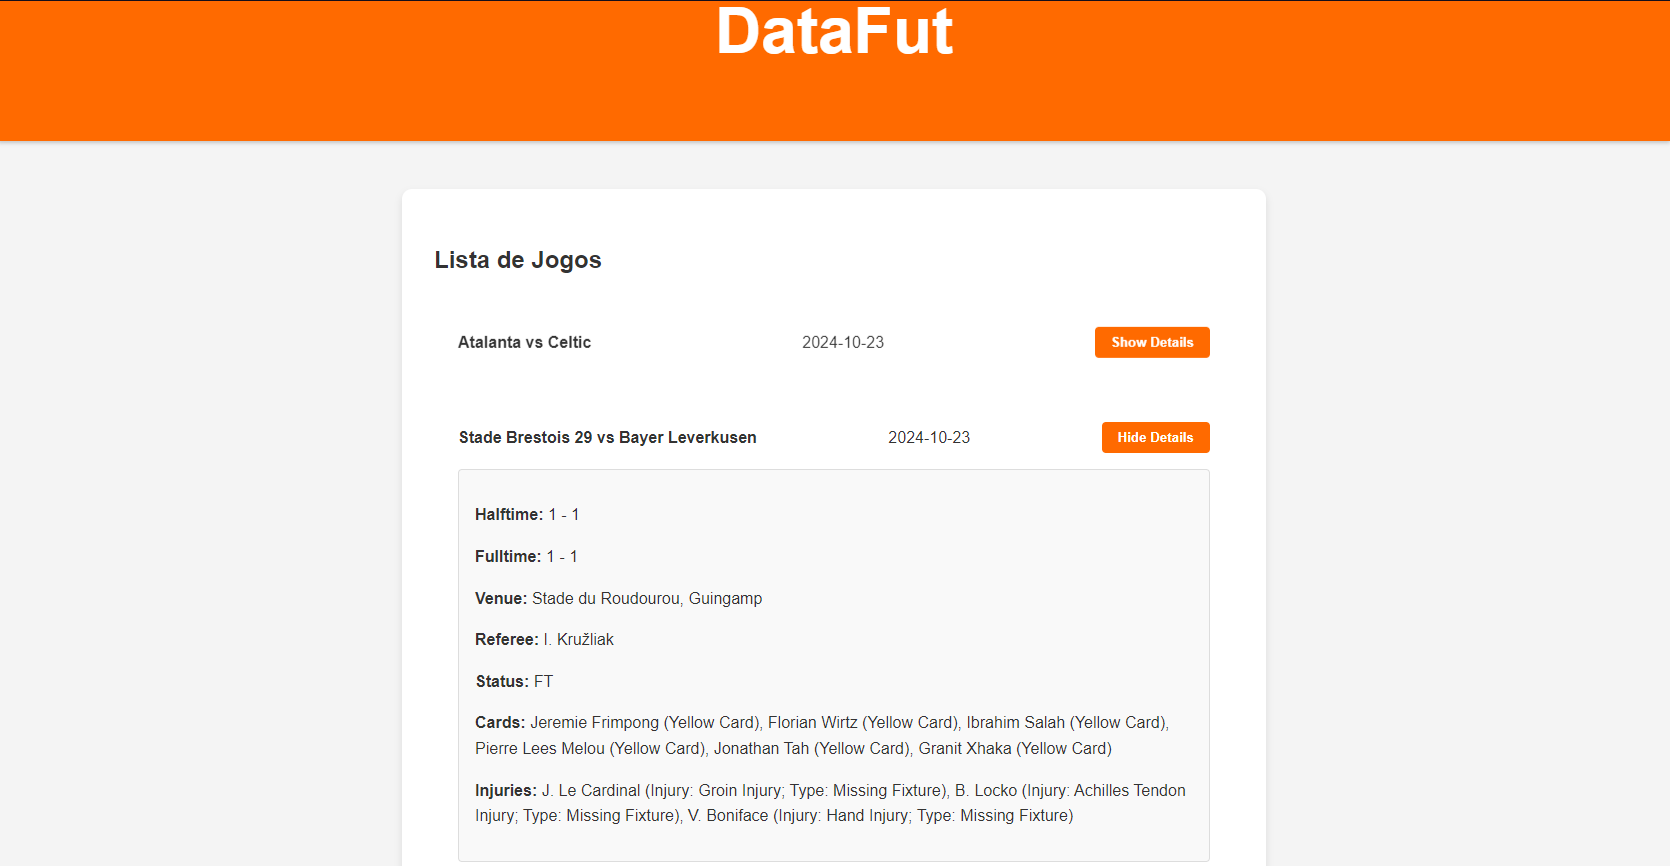 DataFut
Lista de Jogos
Atalanta vs Celtic 2024-10-23 Show Details
Stade Brestois 29 vs Bayer Leverkusen 2024-10-23 Hide Details
Halftime: 1 - 1
Fulltime: 1 - 1
Venue: Stade du Roudourou, Guingamp
Referee: I. Kružliak
Status: FT
Cards: Jeremie Frimpong (Yellow Card), Florian Wirtz (Yellow Card), Ibrahim Salah (Yellow Card),
Pierre Lees Melou (Yellow Card), Jonathan Tah (Yellow Card), Granit Xhaka (Yellow Card)
Injuries: J. Le Cardinal (Injury: Groin Injury; Type: Missing Fixture), B. Locko (Injury: Achilles Tendon
Injury; Type: Missing Fixture), V. Boniface (Injury: Hand Injury; Type: Missing Fixture)